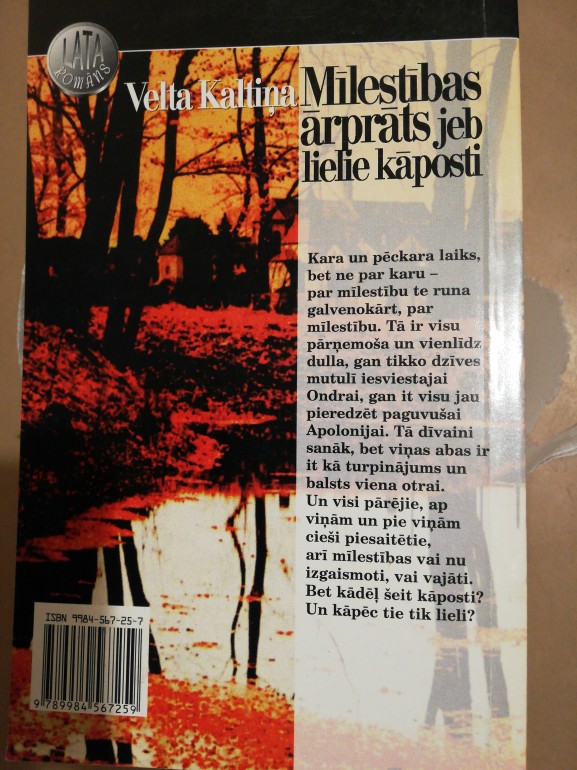 LATA
ROMĀNS
Velta Kaltiņa
Mīlestības
ārprāts jeb
lielie kāposti
Kara un pēckara laiks,
bet ne par karu –
par mīlestību te runa
galvenokārt, par
mīlestību. Tā ir visu
pārņemoša un vienlīdz
dulla, gan tikko dzīves
mutulī iesviestajai
Ondrai, gan it visu jau
pieredzēt paguvušai
Apolonijai. Tā dīvaini
sanāk, bet viņas abas ir
it kā turpinājums un
balsts viena otrai.
Un visi pārējie, ap
viņām un pie viņām
cieši piesaitētie,
arī mīlestības vai nu
izgaismoti, vai vajāti.
Bet kādēļ šeit kāposti?
Un kāpēc tie tik lieli?
ISBN 9984-567-25-7
9 789984 567259